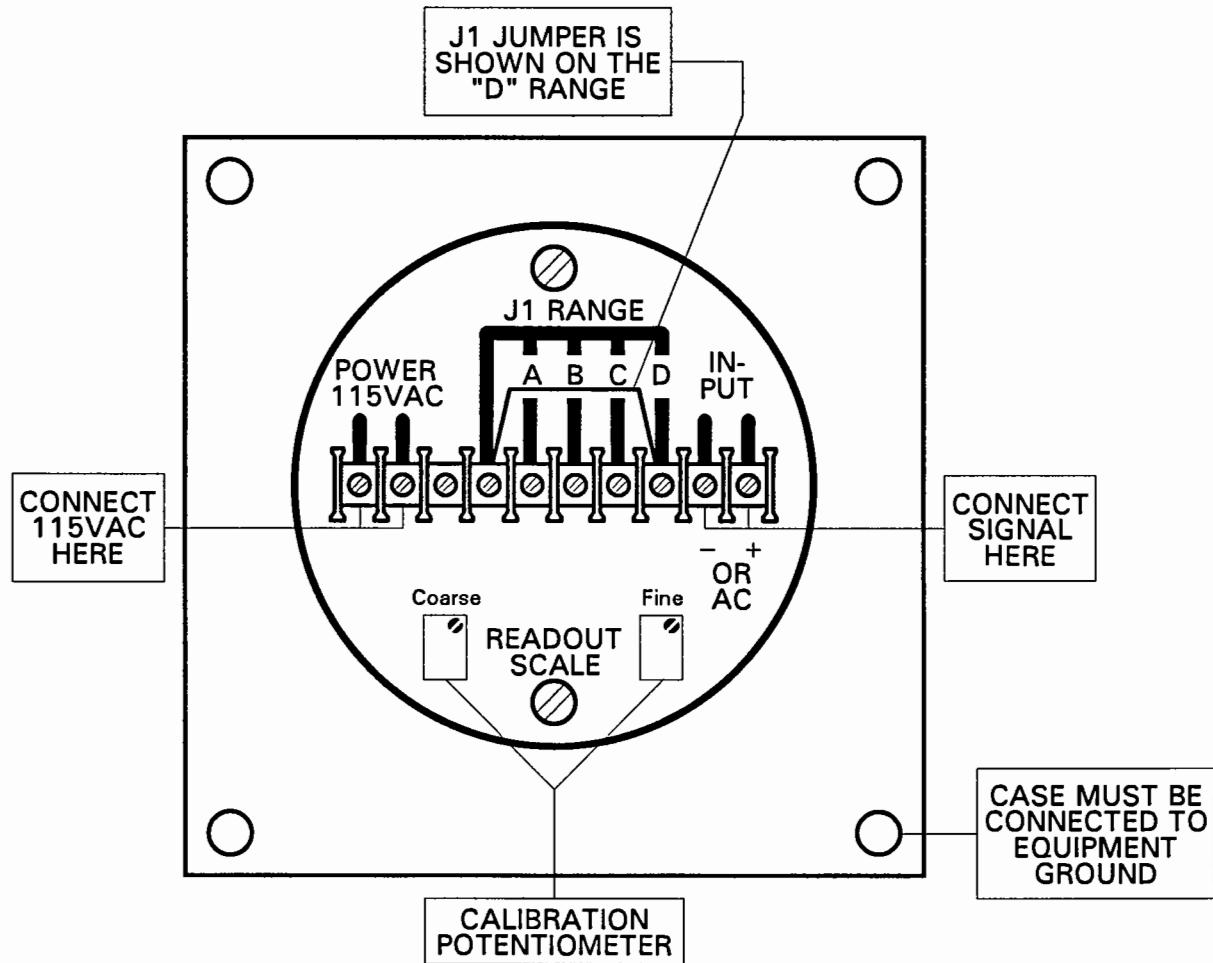 J1 JUMPER IS
SHOWN ON THE
"D" RANGE
J1 RANGE
POWER
115VAC
A B C D
IN-
PUT
CONNECT
115VAC
HERE
CONNECT
SIGNAL
HERE
- +
OR
AC
Coarse
Fine
READOUT
SCALE
CASE MUST BE
CONNECTED TO
EQUIPMENT
GROUND
CALIBRATION
POTENTIOMETER